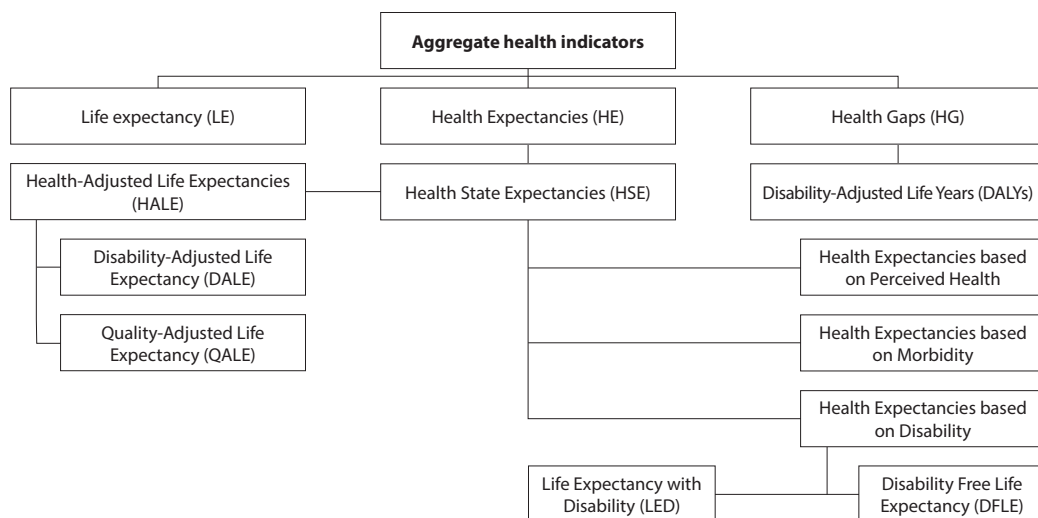 Aggregate health indicators
Life expectancy (LE)
Health Expectancies (HE)
Health Gaps (HG)
Health-Adjusted Life Expectancies
(HALE)
Health State Expectancies (HSE)
Disability-Adjusted Life Years (DALYs)
Disability-Adjusted Life
Expectancy (DALE)
Health Expectancies based
on Perceived Health
Quality-Adjusted Life
Expectancy (QALE)
Health Expectancies based
on Morbidity
Health Expectancies based
on Disability
Life Expectancy with
Disability (LED)
Disability Free Life
Expectancy (DFLE)